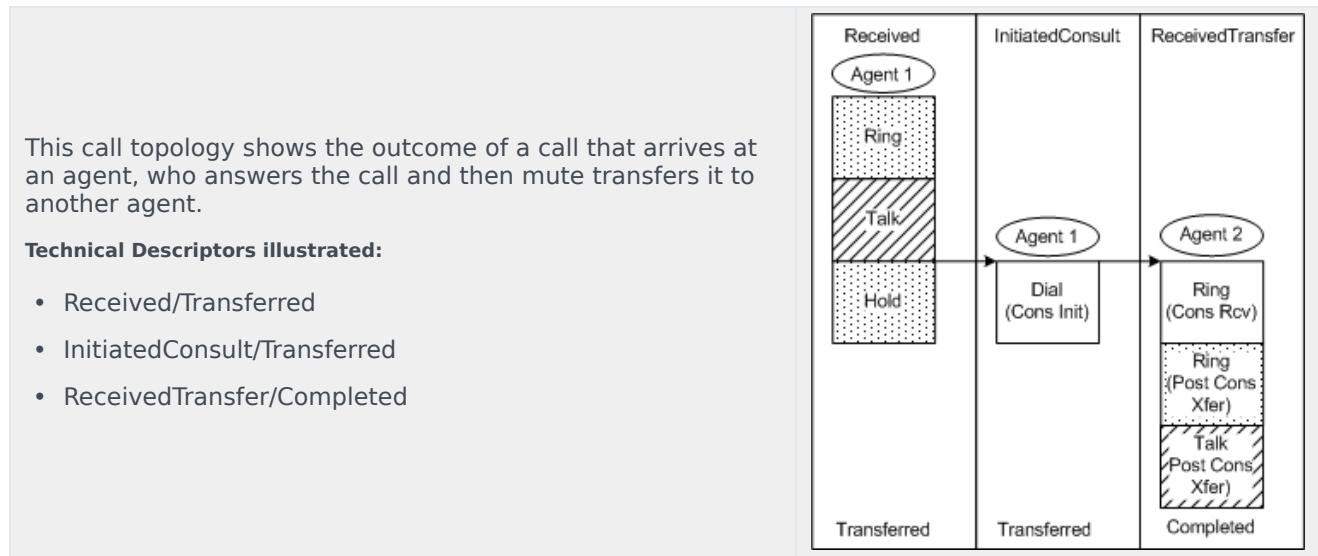 This call topology shows the outcome of a call that arrives at
an agent, who answers the call and then mute transfers it to
another agent.
Technical Descriptors illustrated:
• Received/Transferred
• InitiatedConsult/Transferred
• ReceivedTransfer/Completed
Received
Agent 1
Ring
Talk
Hold
Transferred
InitiatedConsult
Agent 1
Dial
(Cons Init)
Transferred
ReceivedTransfer
Agent 2
Ring
(Cons Rcv)
Ring
(Post Cons
Xfer)
Talk
Post Cons
Xfer)
Completed